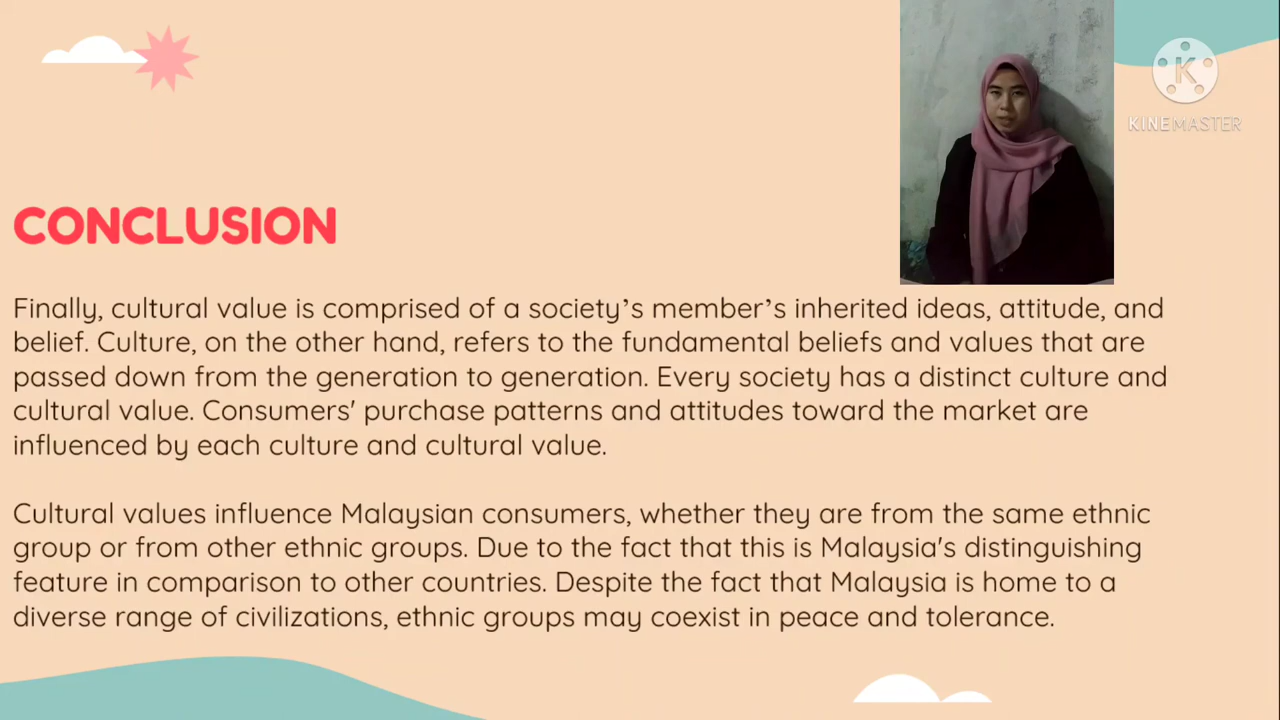 KINEMASTER
CONCLUSION
Finally, cultural value is comprised of a society’s member’s inherited ideas, attitude, and
belief. Culture, on the other hand, refers to the fundamental beliefs and values that are
passed down from the generation to generation. Every society has a distinct culture and
cultural value. Consumers' purchase patterns and attitudes toward the market are
influenced by each culture and cultural value.
Cultural values influence Malaysian consumers, whether they are from the same ethnic
group or from other ethnic groups. Due to the fact that this is Malaysia's distinguishing
feature in comparison to other countries. Despite the fact that Malaysia is home to a
diverse range of civilizations, ethnic groups may coexist in peace and tolerance.